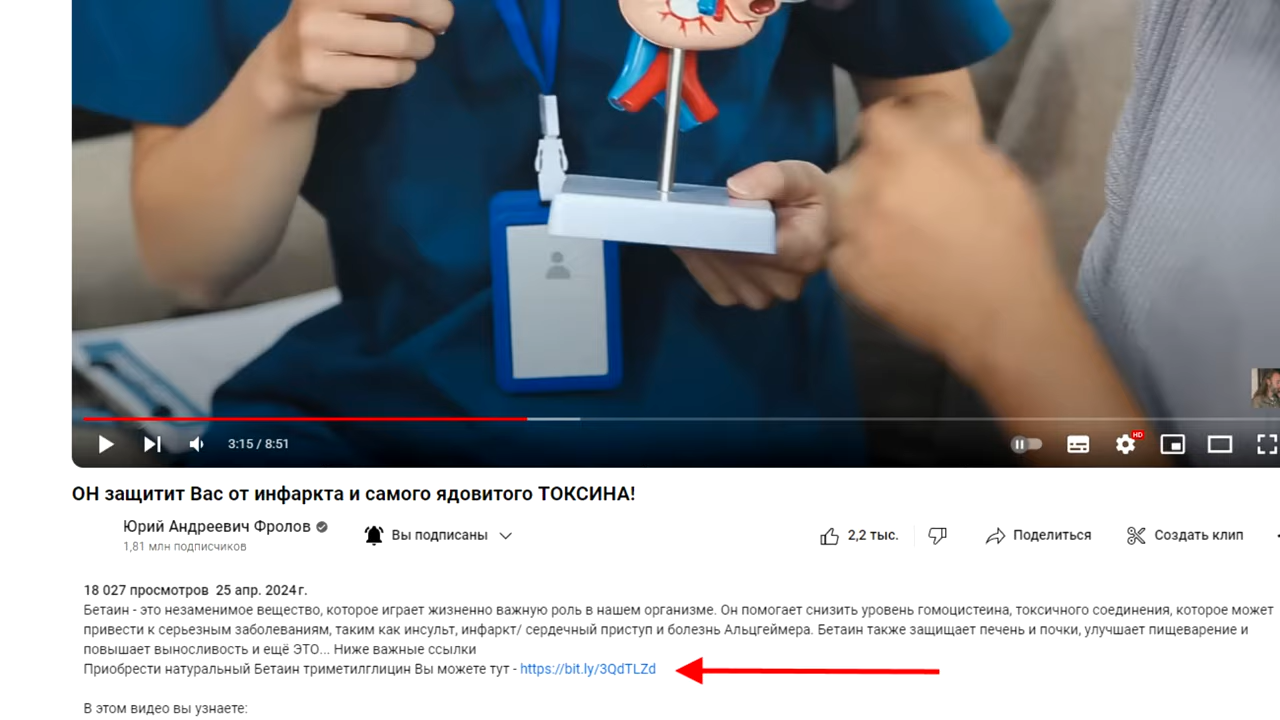 3:15 / 8:51
HD
ОН защитит Вас от инфаркта и самого ядовитого ТОКСИНА!
Юрий Андреевич Фролов
1,81 млн подписчиков
Вы подписаны
2,2 тыс.
Поделиться
Создать клип
18 027 просмотров 25 апр. 2024 г.
Бетаин - это незаменимое вещество, которое играет жизненно важную роль в нашем организме. Он помогает снизить уровень гомоцистеина, токсичного соединения, которое может
привести к серьезным заболеваниям, таким как инсульт, инфаркт/ сердечный приступ и болезнь Альцгеймера. Бетаин также защищает печень и почки, улучшает пищеварение и
повышает выносливость и ещё ЭТО... Ниже важные ссылки
Приобрести натуральный Бетаин триметилглицин Вы можете тут - https://bit.ly/3QdTLZd
В этом видео вы узнаете: